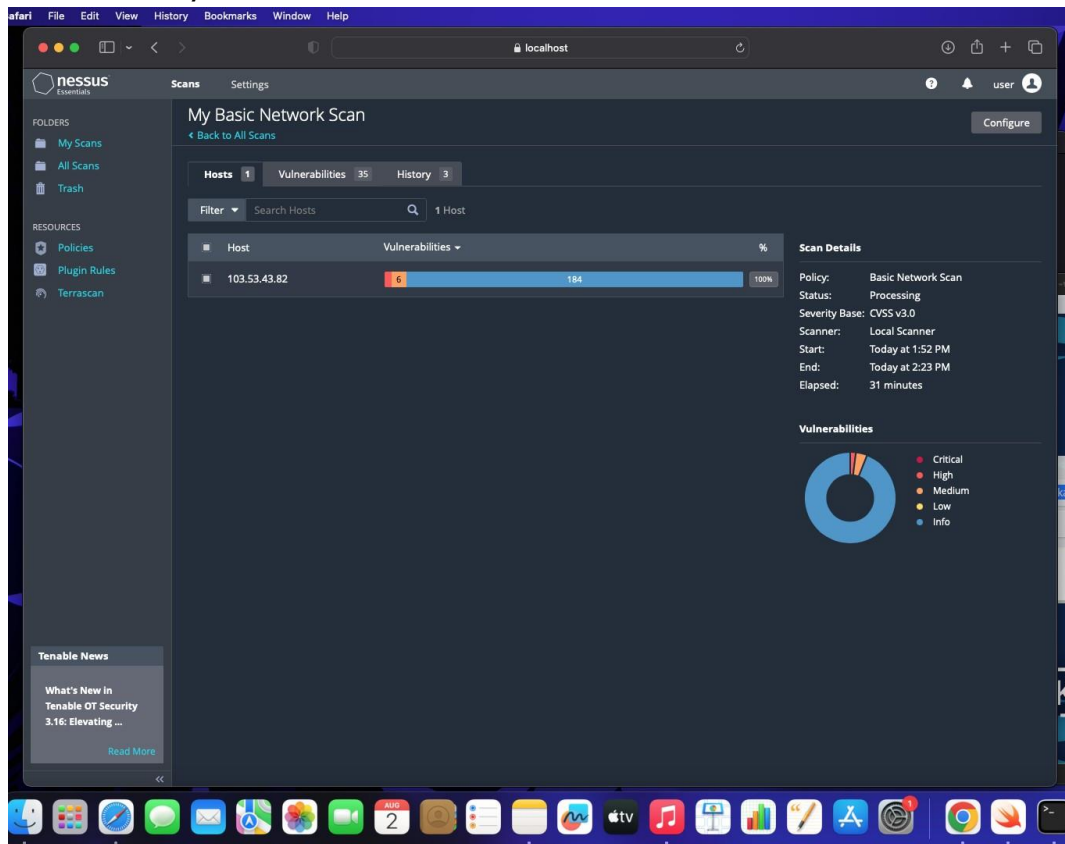 afari File Edit View History Bookmarks Window Help
localhost
nessus
Essentials
Scans Settings
user
FOLDERS
My Scans
All Scans
Trash
RESOURCES
Policies
Plugin Rules
Terrascan
My Basic Network Scan
Back to All Scans
Configure
Hosts 1 Vulnerabilities 35 History 3
Filter Search Hosts 1 Host
Host Vulnerabilities %
103.53.43.82 6 184 100%
Scan Details
Policy: Basic Network Scan
Status: Processing
Severity Base: CVSS v3.0
Scanner: Local Scanner
Start: Today at 1:52 PM
End: Today at 2:23 PM
Elapsed: 31 minutes
Vulnerabilities
Critical
High
Medium
Low
Info
Tenable News
What's New in
Tenable OT Security
3.16: Elevating ...
Read More
AUG
2
tv
1